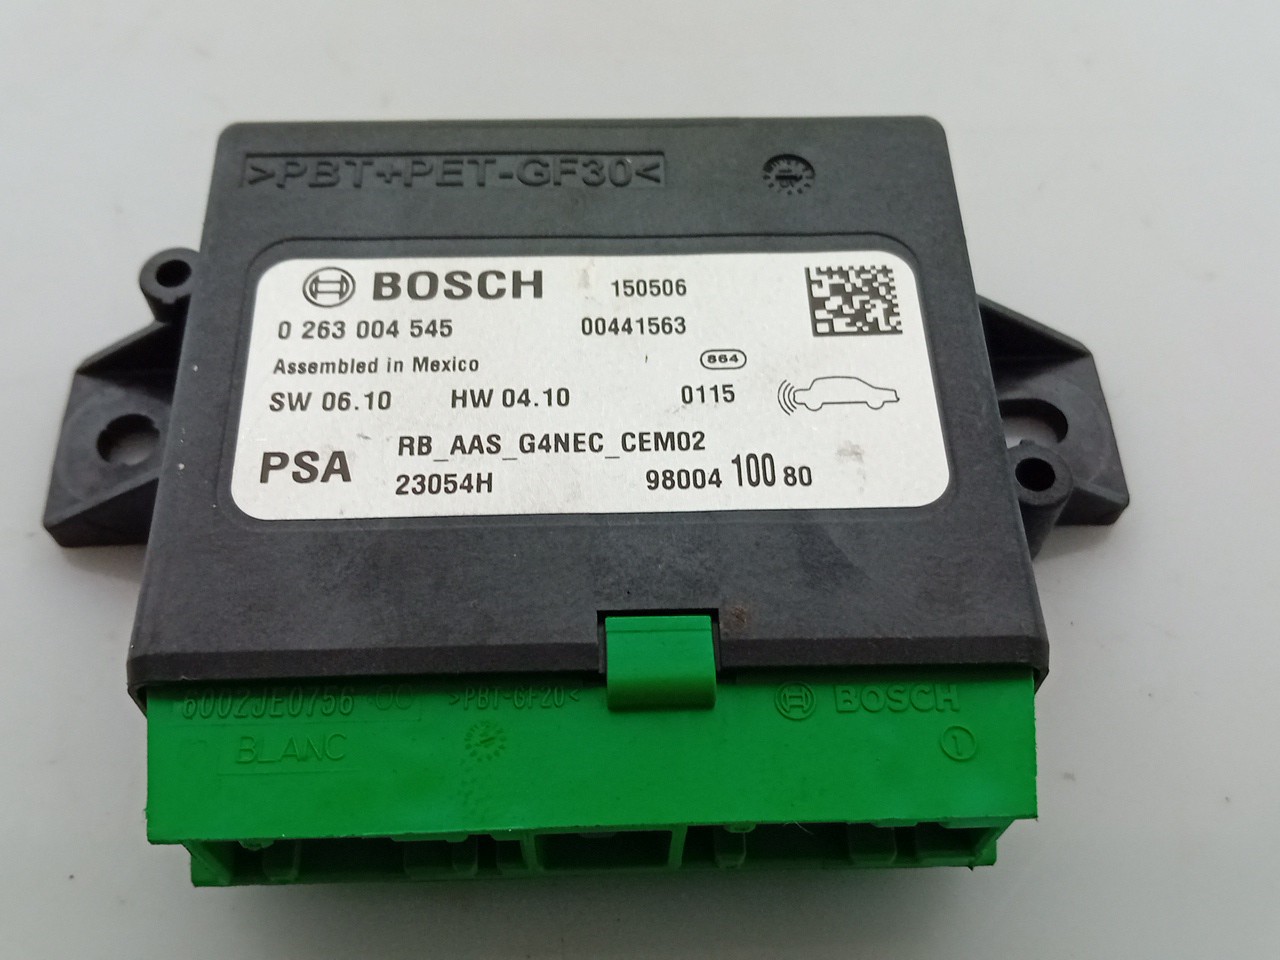 >PBT+PET-GF30<
BOSCH 150506
0 263 004 545 00441563
Assembled in Mexico 864
SW 06.10 HW 04.10 0115
RB_AAS_G4NEC_CEM02
PSA 23054H 98004 100 80
6002JE0756 >PBT-GF20< BOSCH
BLANC 1